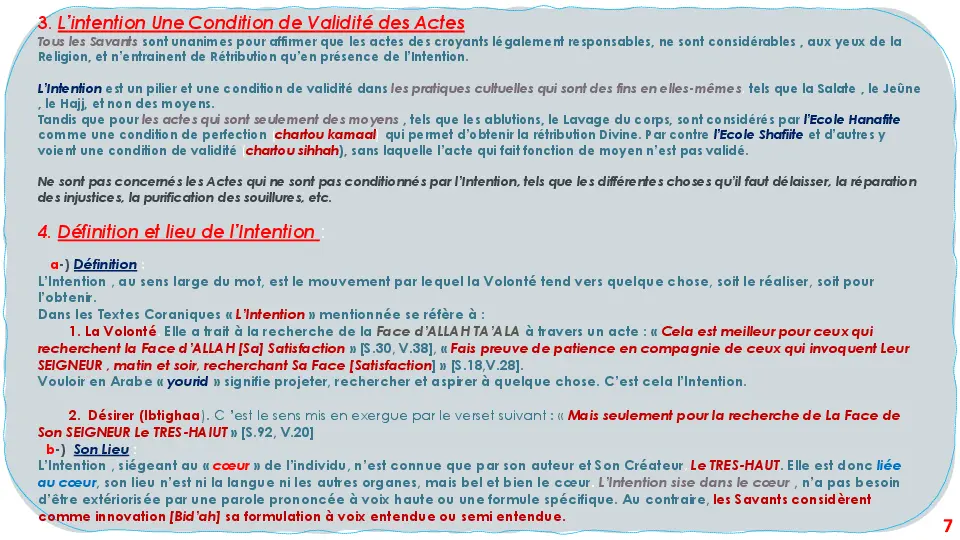 3. L’intention Une Condition de Validité des Actes
Tous les Savants sont unanimes pour affirmer que les actes des croyants légalement responsables, ne sont considérables , aux yeux de la
Religion, et n’entrainent de Rétribution qu’en présence de l’Intention.
L’Intention est un pilier et une condition de validité dans les pratiques cultuelles qui sont des fins en elles-mêmes, tels que la Salate , le Jeûne
, le Hajj, et non des moyens.
Tandis que pour les actes qui sont seulement des moyens , tels que les ablutions, le Lavage du corps, sont considérés par l’Ecole Hanafite
comme une condition de perfection (chartou kamaal) qui permet d’obtenir la rétribution Divine. Par contre l’Ecole Shafiite et d’autres y
voient une condition de validité (chartou sihhah), sans laquelle l’acte qui fait fonction de moyen n’est pas validé.
Ne sont pas concernés les Actes qui ne sont pas conditionnés par l’Intention, tels que les différentes choses qu’il faut délaisser, la réparation
des injustices, la purification des souillures, etc.
4. Définition et lieu de l’Intention :
a-) Définition :
L’Intention , au sens large du mot, est le mouvement par lequel la Volonté tend vers quelque chose, soit le réaliser, soit pour
l’obtenir.
Dans les Textes Coraniques « L’Intention » mentionnée se réfère à :
1. La Volonté Elle a trait à la recherche de la Face d’ALLAH TA’ALA à travers un acte : « Cela est meilleur pour ceux qui
recherchent la Face d’ALLAH [Sa] Satisfaction » [S.30, V.38], « Fais preuve de patience en compagnie de ceux qui invoquent Leur
SEIGNEUR , matin et soir, recherchant Sa Face [Satisfaction] » [S.18,V.28].
Vouloir en Arabe « yourid » signifie projeter, rechercher et aspirer à quelque chose. C’est cela l’Intention.
2. Désirer (Ibtighaa). C ’est le sens mis en exergue par le verset suivant : « Mais seulement pour la recherche de La Face de
Son SEIGNEUR Le TRES-HAIUT » [S.92, V.20]
b-) Son Lieu :
L’Intention , siégeant au « cœur » de l’individu, n’est connue que par son auteur et Son Créateur Le TRES-HAUT. Elle est donc liée
au cœur, son lieu n’est ni la langue ni les autres organes, mais bel et bien le cœur. L’Intention sise dans le cœur , n’a pas besoin
d’être extériorisée par une parole prononcée à voix haute ou une formule spécifique. Au contraire, les Savants considèrent
comme innovation [Bid’ah] sa formulation à voix entendue ou semi entendue.
7